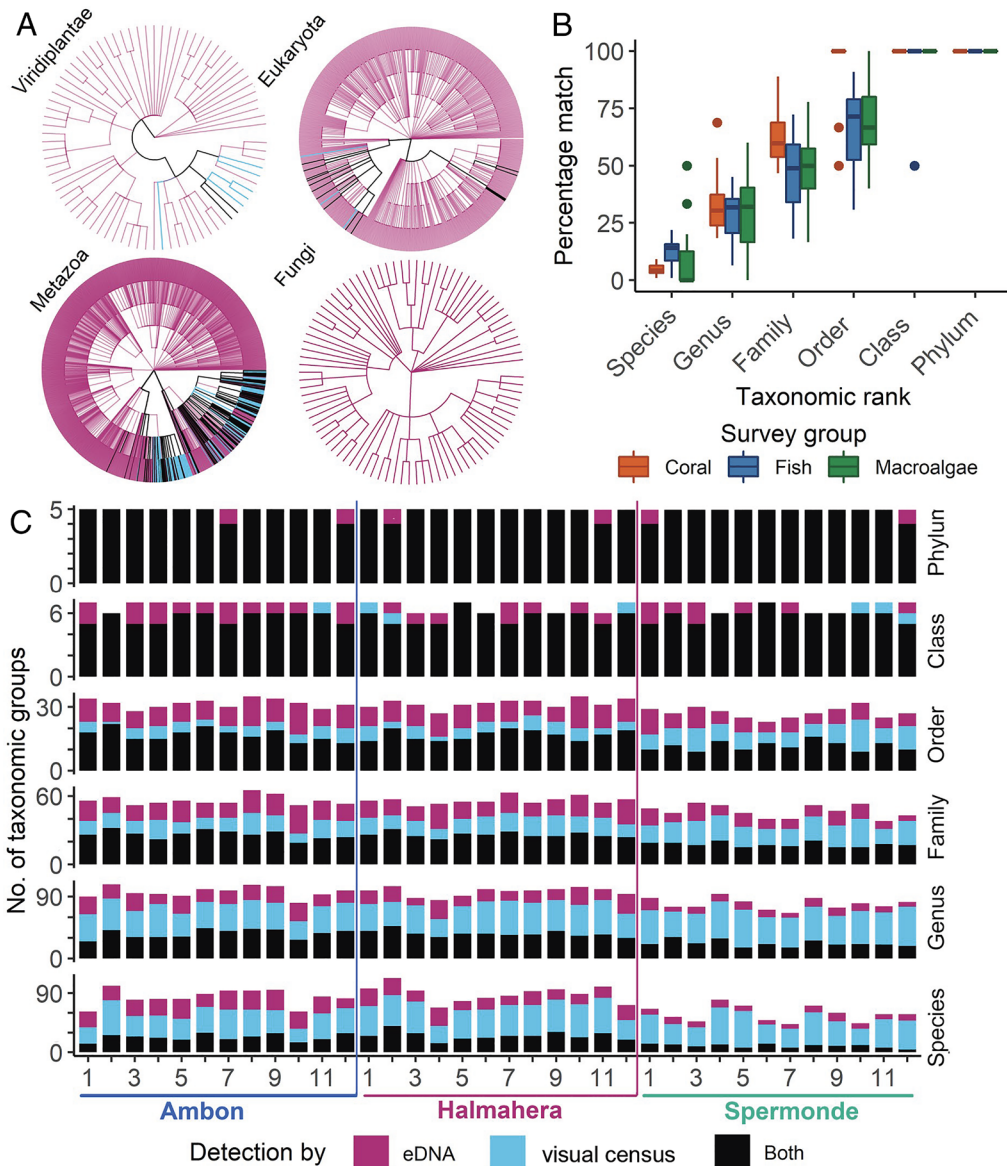 A
Viridiplantae
Eukaryota
Metazoa
Fungi
B
Percentage match
100
75
50
25
0
Species
Genus
Family
Order
Class
Phylum
Taxonomic rank
Survey group
Coral Fish Macroalgae
C
No. of taxonomic groups
5
0
Phylun
6
0
Class
30
0
Order
60
0
Family
90
0
Genus
90
0
Species
1 3 5 7 9 11 1 3 5 7 9 11 1 3 5 7 9 11
Ambon Halmahera Spermonde
Detection by eDNA visual census Both